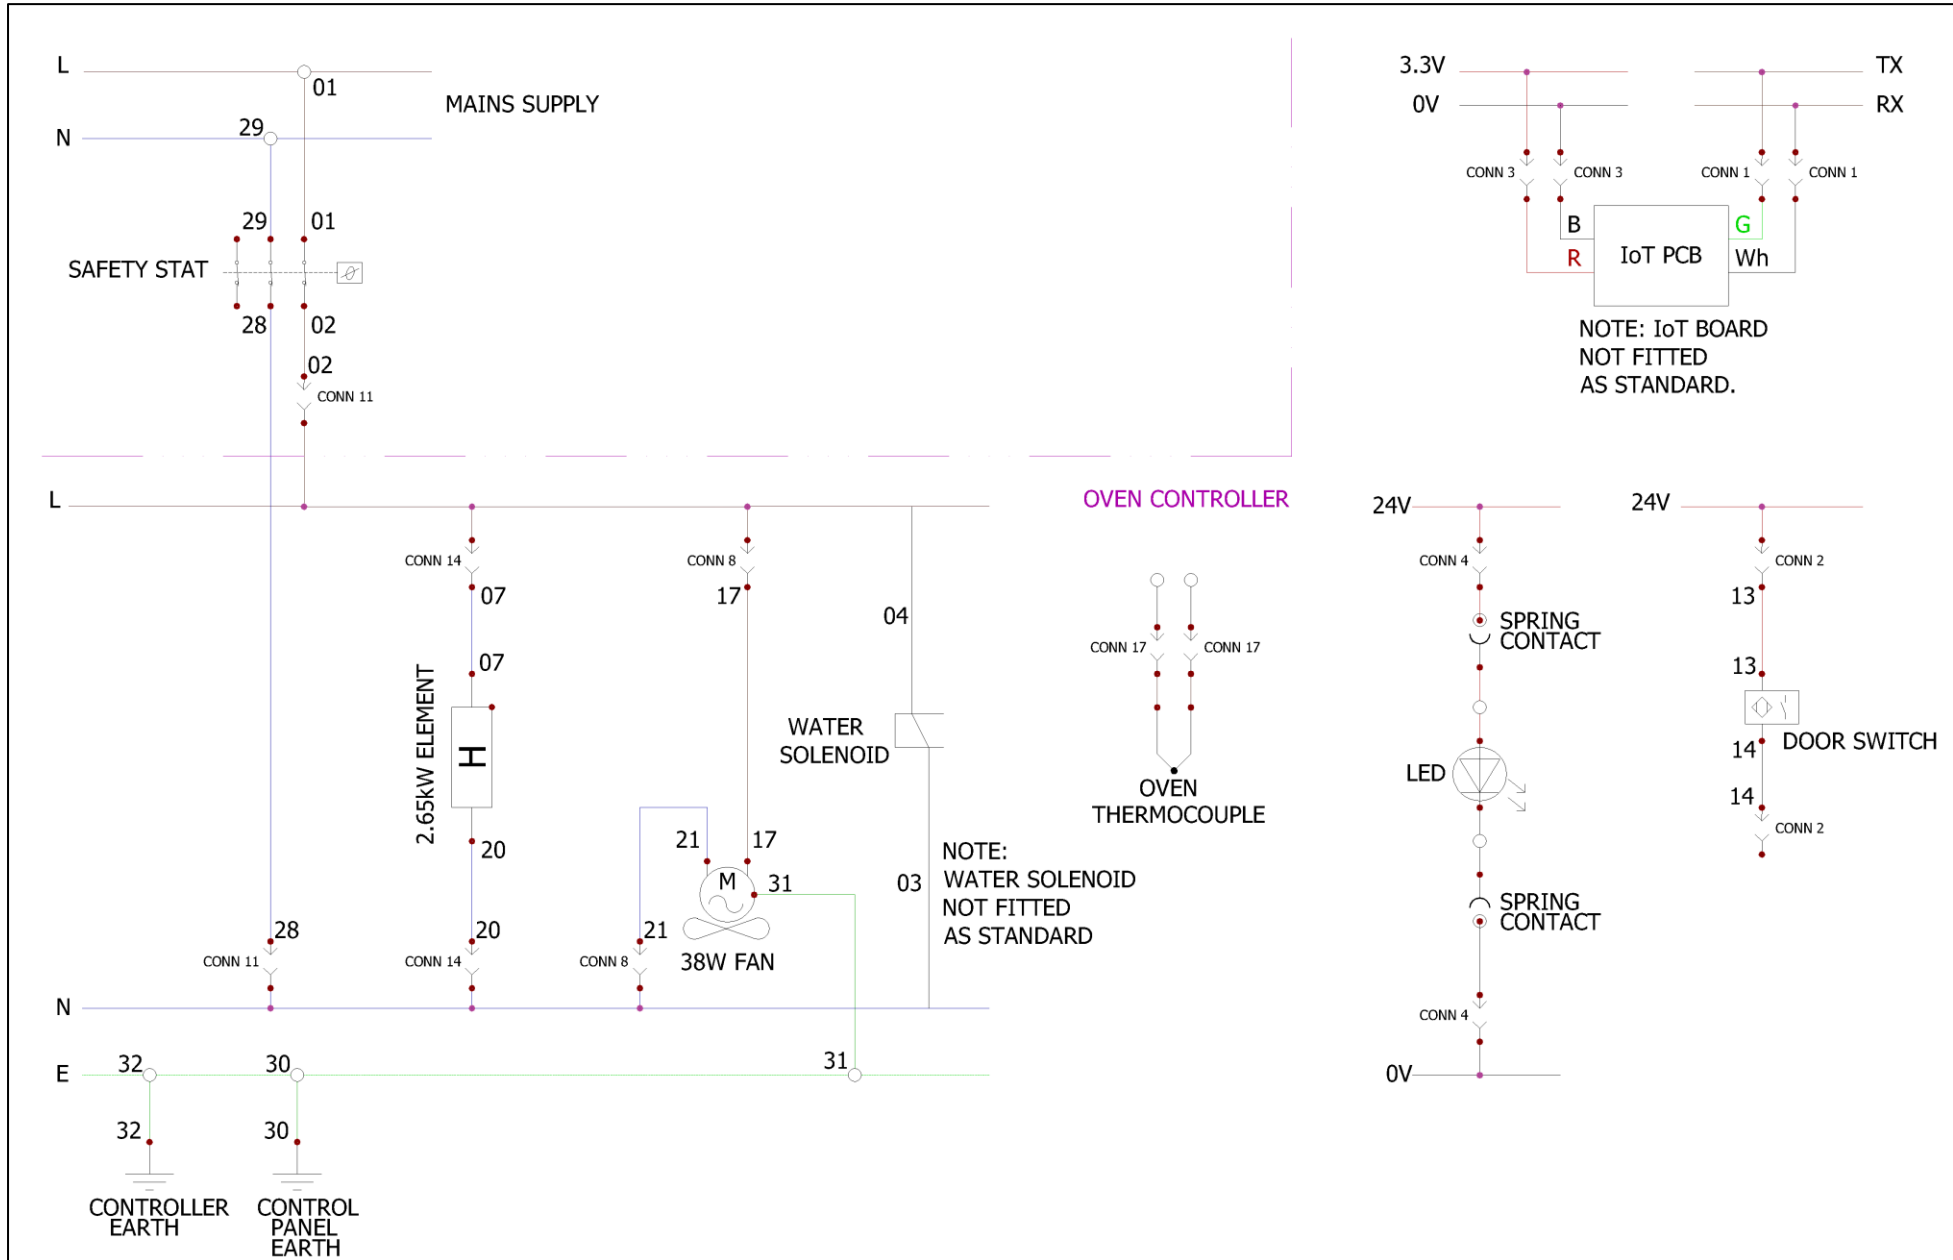 L
01
MAINS SUPPLY
29
N
29
01
SAFETY STAT
28
02
02
CONN 11
3.3V
TX
0V
RX
CONN 3
CONN 3
CONN 1
CONN 1
B
G
R
IoT PCB
Wh
NOTE: IoT BOARD
NOT FITTED
AS STANDARD.
L
OVEN CONTROLLER
CONN 14
07
07
2.65kW ELEMENT
H
20
20
CONN 14
CONN 8
17
21
17
M
31
21
CONN 8
38W FAN
04
WATER
SOLENOID
03
NOTE:
WATER SOLENOID
NOT FITTED
AS STANDARD
CONN 17
CONN 17
OVEN
THERMOCOUPLE
24V
CONN 4
SPRING
CONTACT
LED
SPRING
CONTACT
CONN 4
0V
24V
CONN 2
13
13
DOOR SWITCH
14
14
CONN 2
28
CONN 11
N
E
32
30
31
32
30
CONTROLLER
EARTH
CONTROL
PANEL
EARTH